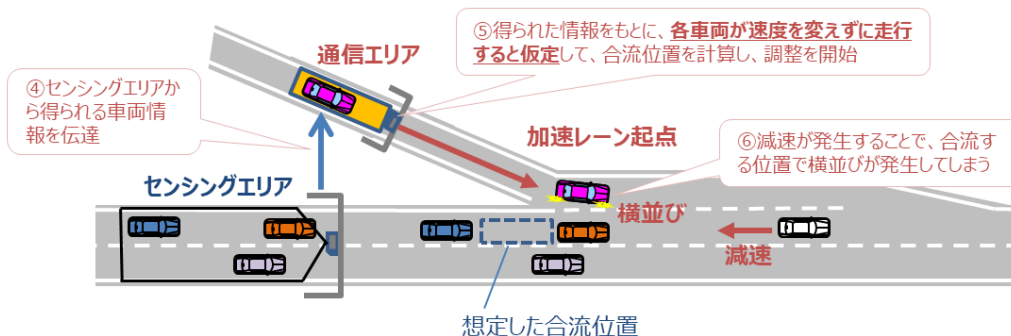 ⑤得られた情報をもとに、各車両が速度を変えずに走行
すると仮定して、合流位置を計算し、調整を開始
通信エリア
④センシングエリアか
ら得られる車両情
報を伝達
加速レーン起点
⑥減速が発生することで、合流す
る位置で横並びが発生してしまう
センシングエリア
横並び
減速
想定した合流位置